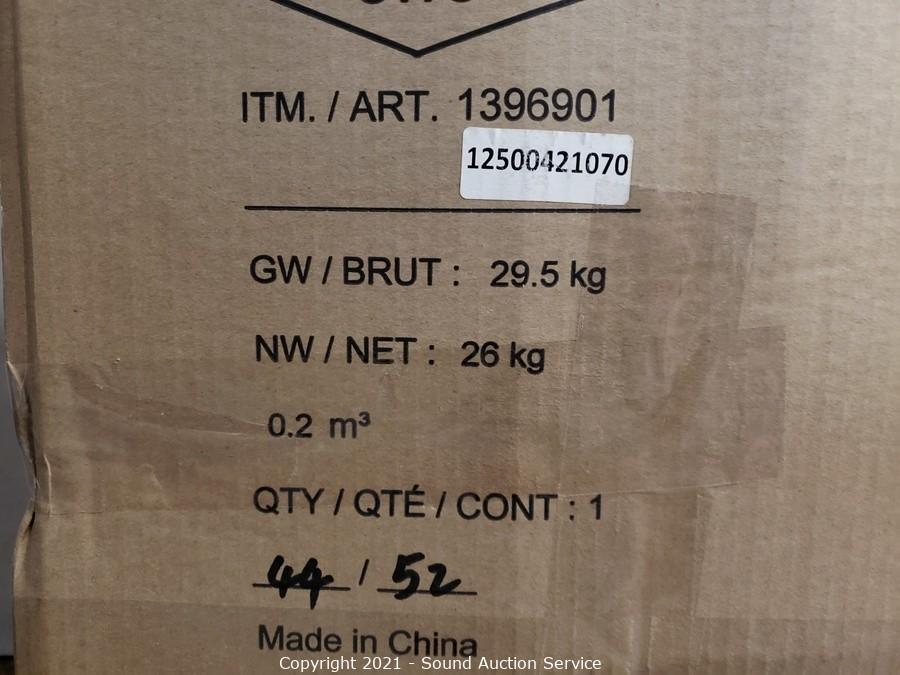 ITM. / ART. 1396901
12500421070
GW / BRUT : 29.5 kg
NW / NET : 26 kg
0.2 m³
QTY / QTÉ / CONT : 1
44 / 52
Made in China
Copyright 2021 - Sound Auction Service